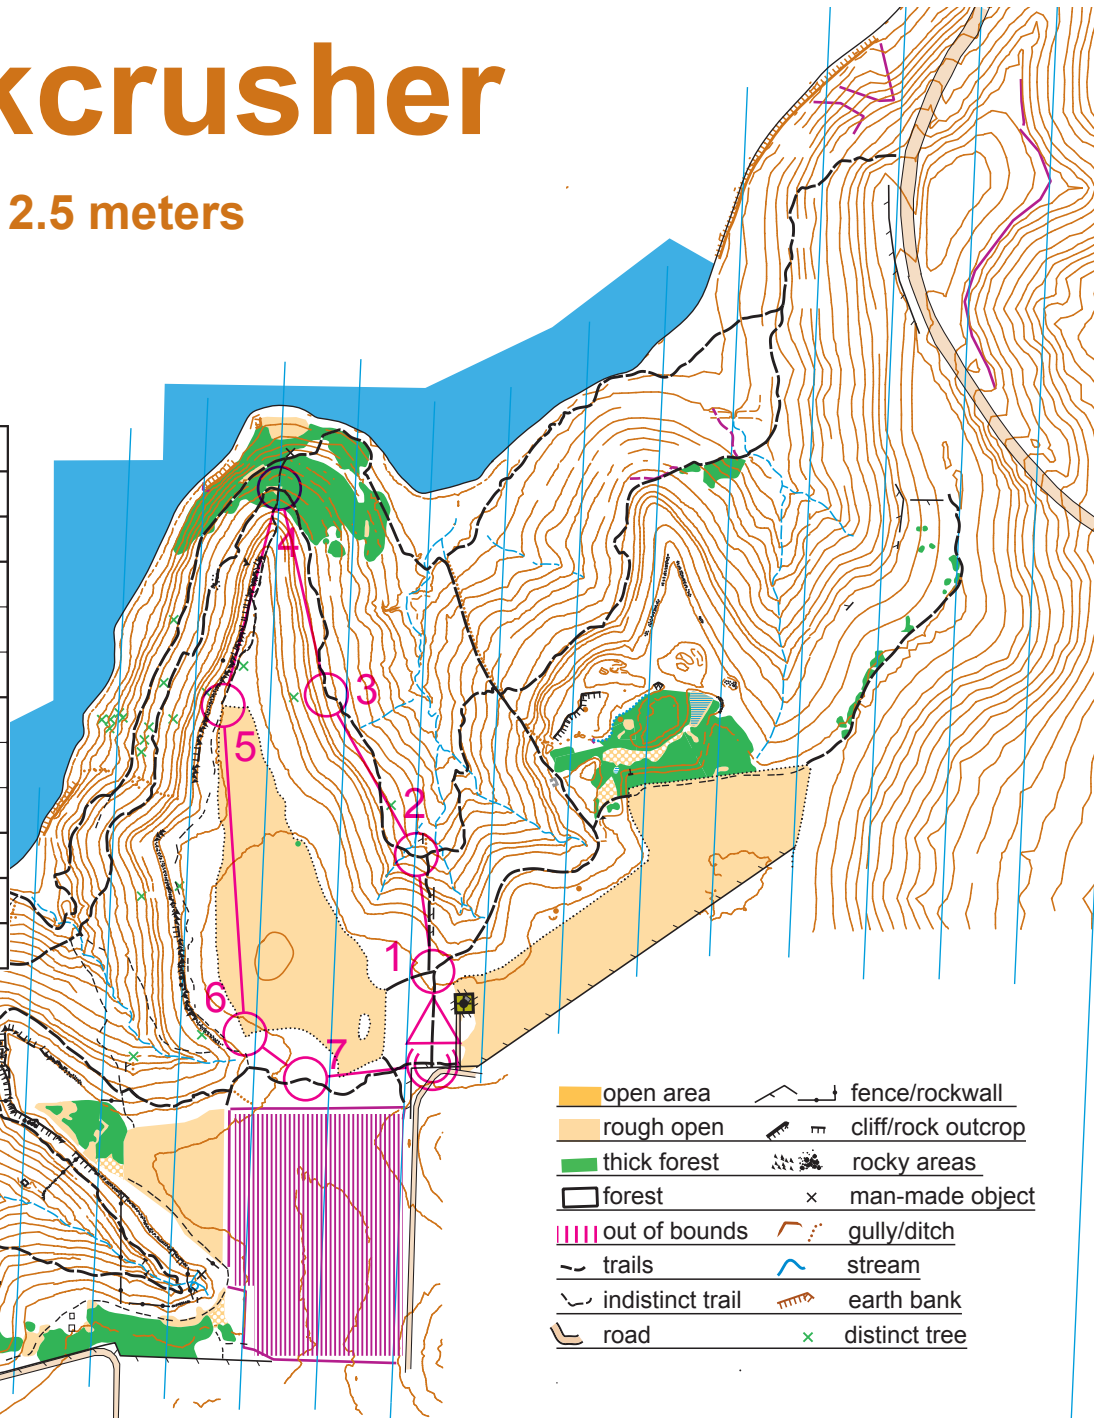 kcrusher
2.5 meters
4
3
5
2
1
6
7
open area
fence/rockwall
rough open
cliff/rock outcrop
thick forest
rocky areas
forest
man-made object
out of bounds
gully/ditch
trails
stream
indistinct trail
earth bank
road
distinct tree